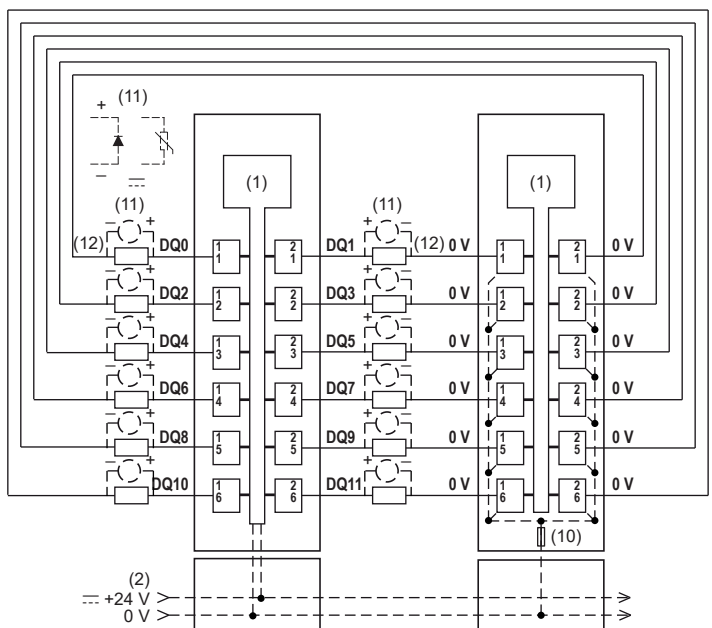 (11)
+
–
(1)
(1)
(11)
(11)
– +
+ –
(12) DQ0 1 1 2 1 DQ1 (12) 0 V 1 1 2 1 0 V
– +
+ –
DQ2 1 2 2 2 DQ3 0 V 1 2 2 2 0 V
– +
+ –
DQ4 1 3 2 3 DQ5 0 V 1 3 2 3 0 V
– +
+ –
DQ6 1 4 2 4 DQ7 0 V 1 4 2 4 0 V
– +
+ –
DQ8 1 5 2 5 DQ9 0 V 1 5 2 5 0 V
– +
+ –
DQ10 1 6 2 6 DQ11 0 V 1 6 2 6 0 V
(10)
(2)
+24 V
0 V